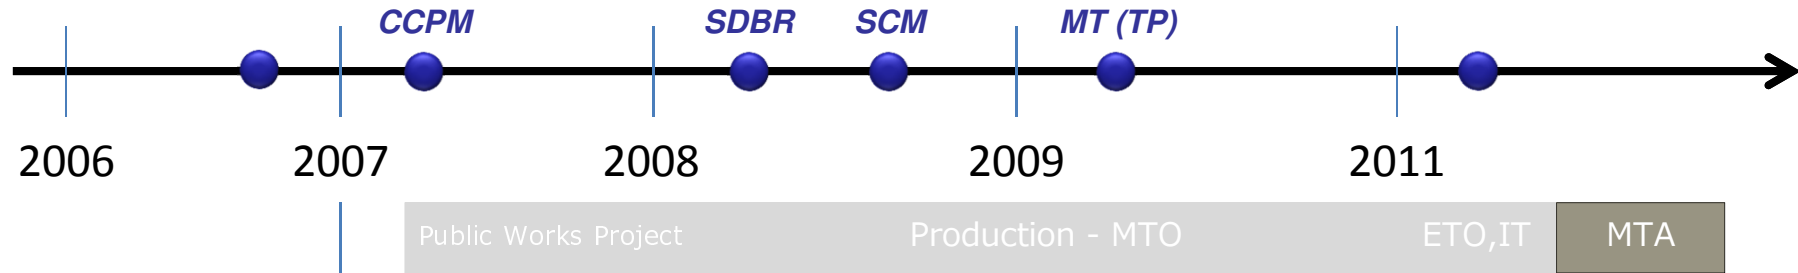 CCPM SDBR SCM MT (TP)
2006 2007 2008 2009 2011
Public Works Project Production - MTO ETO,IT MTA